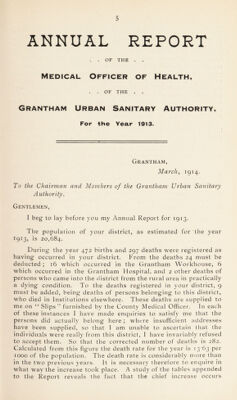 5
ANNUAL REPORT
. . OF THE . .
MEDICAL OFFICER OF HEALTH,
. . OF THE . .
GRANTHAM URBAN SANITARY AUTHORITY,
For the Year 1913.
GRANTHAM,
March, 1914.
To the Chairman and Members of the Grantham Urban Sanitary
Authority.
GENTLEMEN,
I beg to lay before you my Annual Report for 1913.
The population of your district, as estimated for the year
1913, is 20,684.
During the year 472 births and 297 deaths were registered as
having occurred in your district. From the deaths 24 must be
deducted; 16 which occurred in the Grantham Workhouse, 6
which occurred in the Grantham Hospital, and 2 other deaths of
persons who came into the district from the rural area in practically
a dying condition. To the deaths registered in your district, 9
must be added, being deaths of persons belonging to this district,
who died in Institutions elsewhere. These deaths are supplied to
me on "Slips" furnished by the County Medical Officer. In each
of these instances I have made enquiries to satisfy me that the
persons did actually belong here; where insufficient addresses
have been supplied, so that I am unable to ascertain that the
individuals were really from this district, I have invariably refused
to accept them. So that the corrected number of deaths is 282.
Calculated from this figure the death rate for the year is 13·63 per
1000 of the population. The death rate is considerably more than
in the two previous years. It is necessary therefore to enquire in
what way the increase took place. A study of the tables appended
to the Report reveals the fact that the chief increase occurs